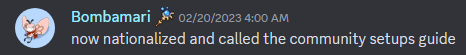 Bombamari 02/20/2023 4:00 AM
now nationalized and called the community setups guide